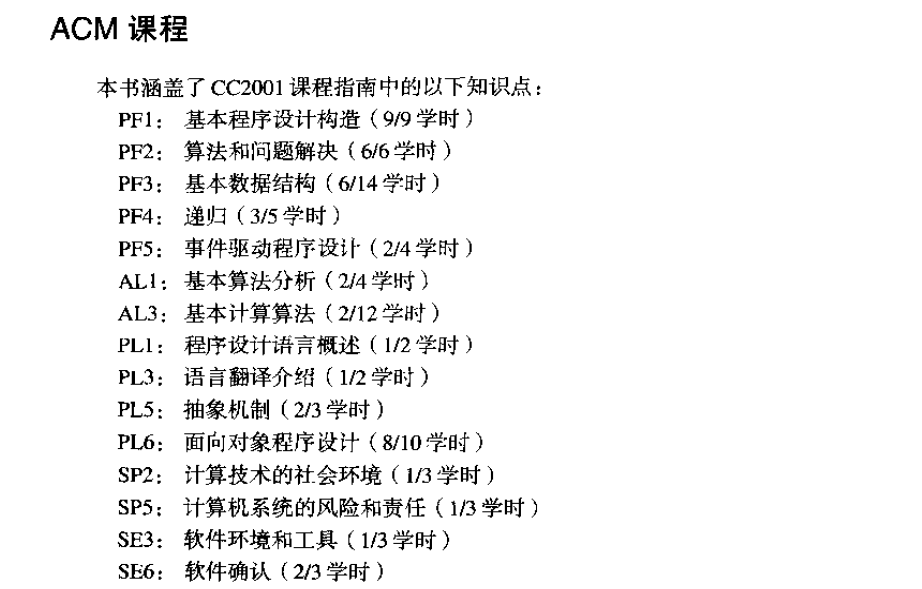 ACM 课程
本书涵盖了 CC2001 课程指南中的以下知识点：
PF1： 基本程序设计构造（9/9 学时）
PF2： 算法和问题解决（6/6 学时）
PF3： 基本数据结构（6/14 学时）
PF4： 递归（3/5 学时）
PF5： 事件驱动程序设计（2/4 学时）
AL1： 基本算法分析（2/4 学时）
AL3： 基本计算算法（2/12 学时）
PL1： 程序设计语言概述（1/2 学时）
PL3： 语言翻译介绍（1/2 学时）
PL5： 抽象机制（2/3 学时）
PL6： 面向对象程序设计（8/10 学时）
SP2： 计算技术的社会环境（1/3 学时）
SP5： 计算机系统的风险和责任（1/3 学时）
SE3： 软件环境和工具（1/3 学时）
SE6： 软件确认（2/3 学时）